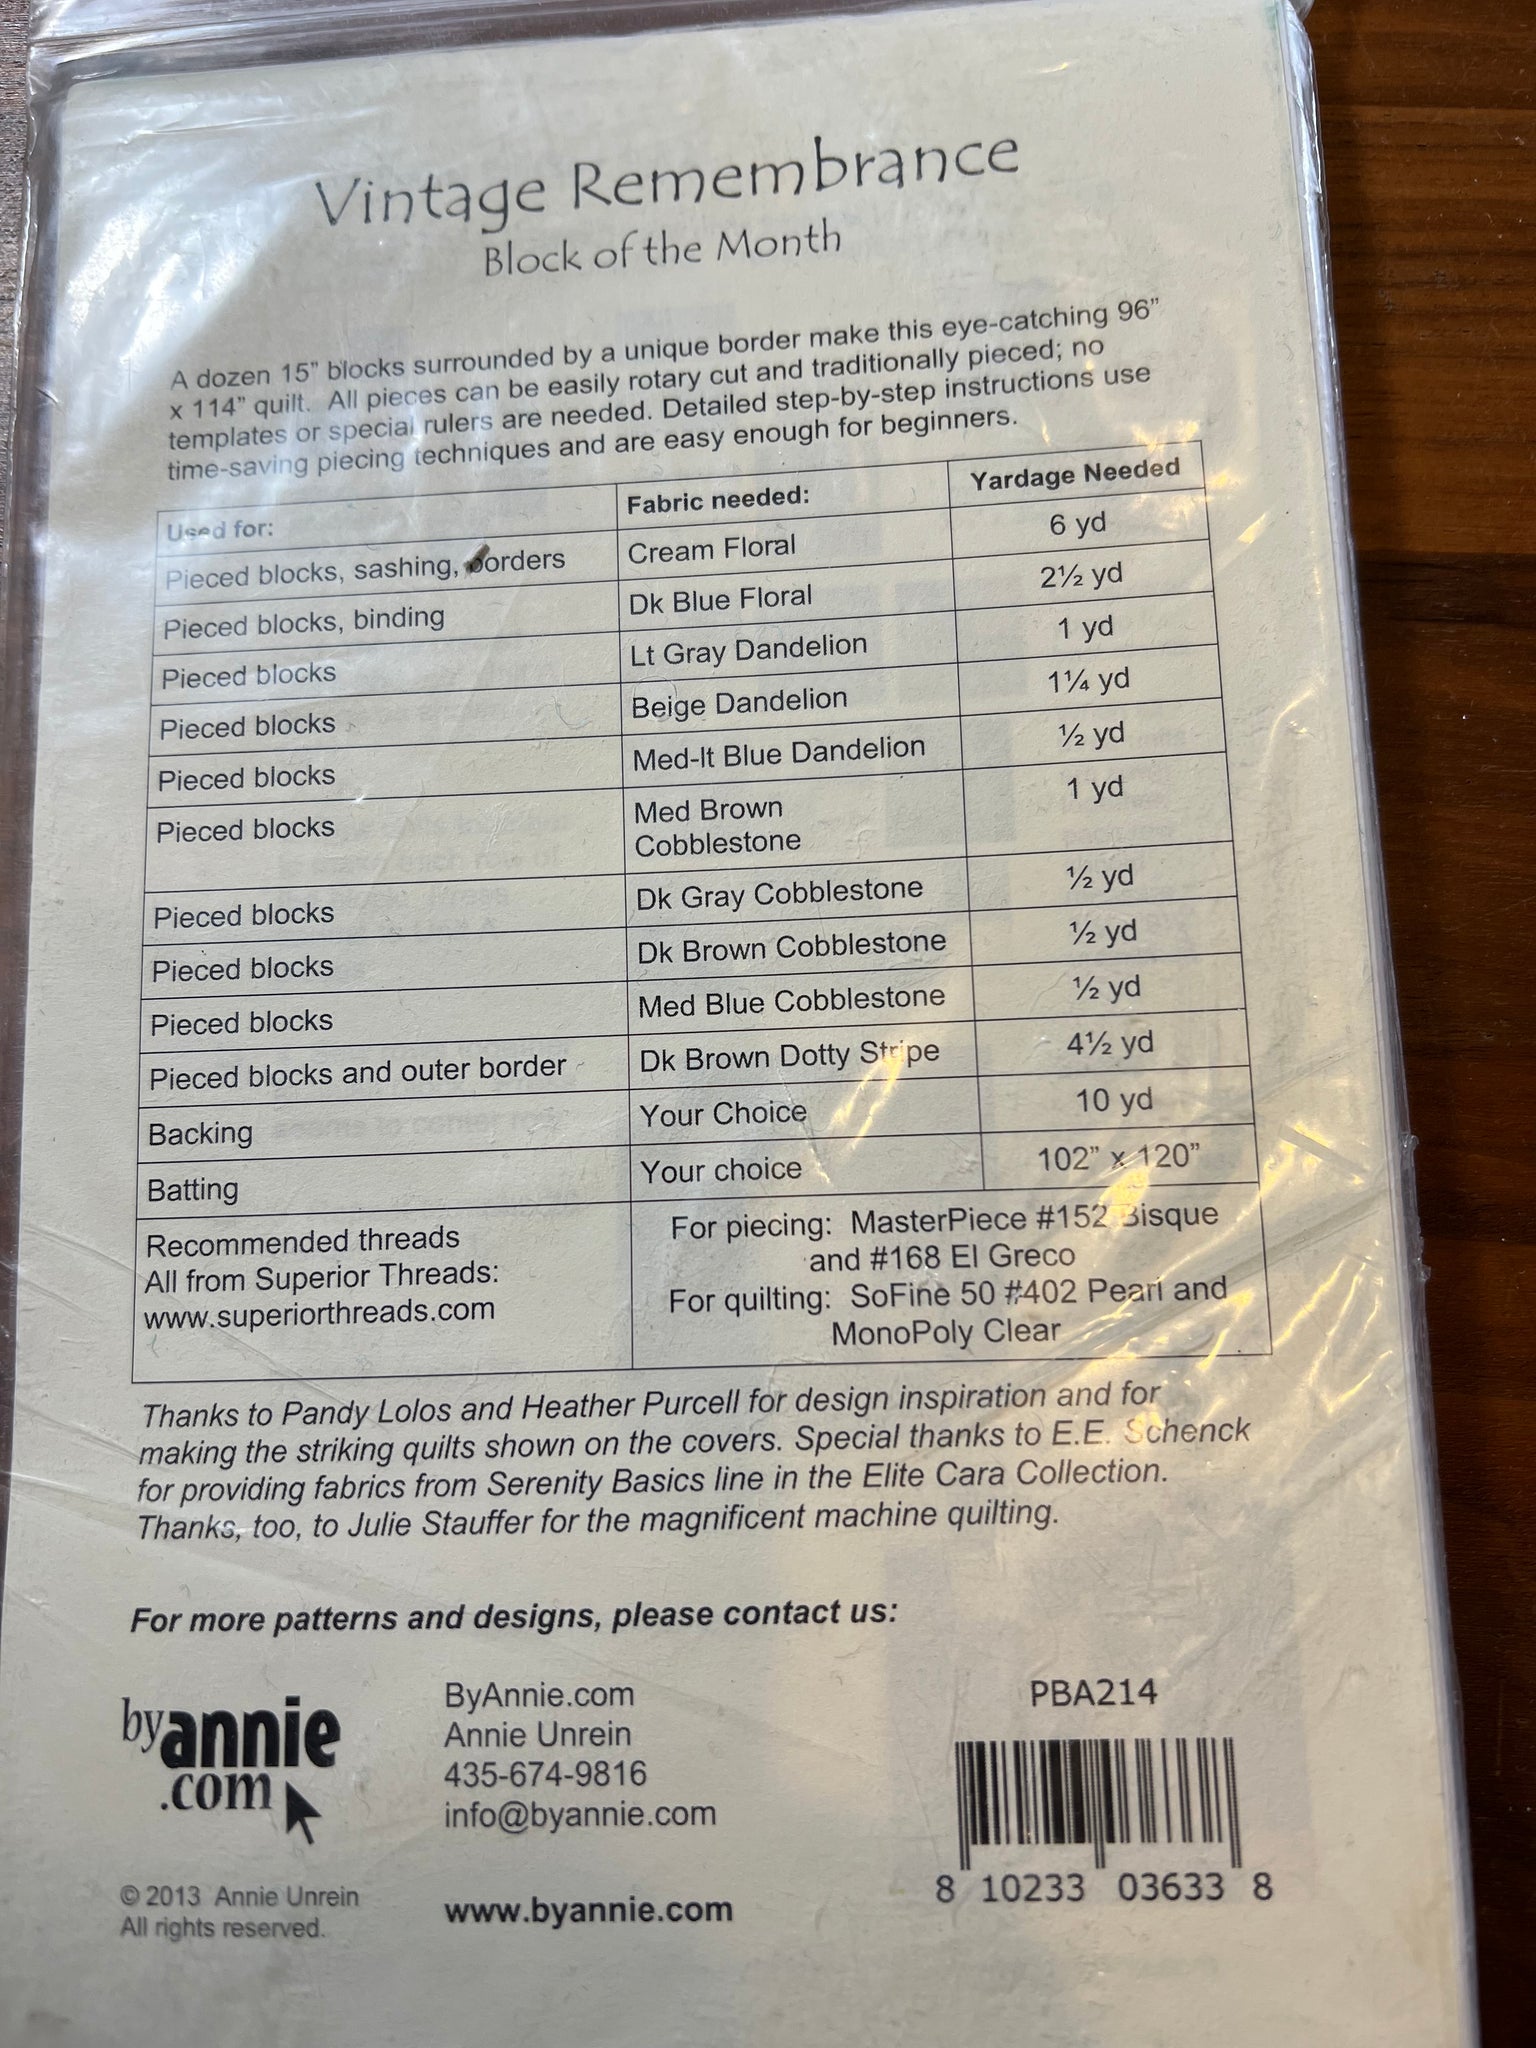 Vintage Remembrance
Block of the Month
A dozen 15” blocks surrounded by a unique border make this eye-catching 96”
x 114” quilt. All pieces can be easily rotary cut and traditionally pieced; no
templates or special rulers are needed. Detailed step-by-step instructions use
time-saving piecing techniques and are easy enough for beginners.
Used for: Fabric needed: Yardage Needed
Pieced blocks, sashing, borders Cream Floral 6 yd
Pieced blocks, binding Dk Blue Floral 2½ yd
Pieced blocks Lt Gray Dandelion 1 yd
Pieced blocks Beige Dandelion 1¼ yd
Pieced blocks Med-lt Blue Dandelion ½ yd
Pieced blocks Med Brown 1 yd
Cobblestone
Pieced blocks Dk Gray Cobblestone ½ yd
Pieced blocks Dk Brown Cobblestone ½ yd
Pieced blocks Med Blue Cobblestone ½ yd
Pieced blocks and outer border Dk Brown Dotty Stripe 4½ yd
Backing Your Choice 10 yd
Batting Your choice 102” x 120”
Recommended threads
All from Superior Threads:
www.superiorthreads.com
For piecing: MasterPiece #152 Bisque
and #168 El Greco
For quilting: SoFine 50 #402 Pearl and
MonoPoly Clear
Thanks to Pandy Lolos and Heather Purcell for design inspiration and for
making the striking quilts shown on the covers. Special thanks to E.E. Schenck
for providing fabrics from Serenity Basics line in the Elite Cara Collection.
Thanks, too, to Julie Stauffer for the magnificent machine quilting.
For more patterns and designs, please contact us:
byannie
.com
ByAnnie.com
Annie Unrein
435-674-9816
info@byannie.com
www.byannie.com
PBA214
8 10233 03633 8
© 2013 Annie Unrein
All rights reserved.